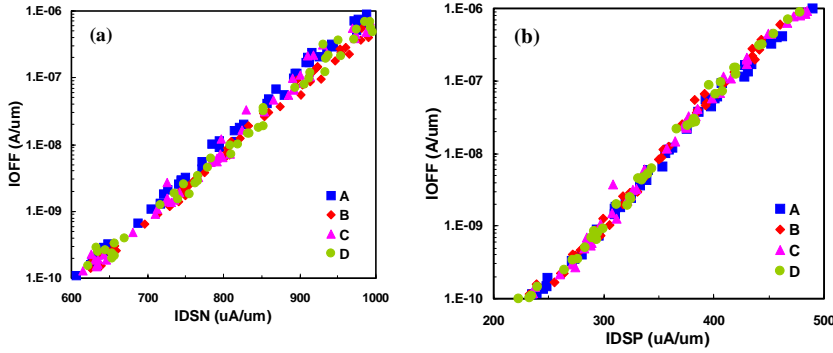 (a)
IOFF (A/um)
1.E-06
1.E-07
1.E-08
1.E-09
1.E-10
600 700 800 900 1000
IDSN (uA/um)
A
B
C
D
(b)
IOFF (A/um)
1.E-06
1.E-07
1.E-08
1.E-09
1.E-10
200 300 400 500
IDSP (uA/um)
A
B
C
D